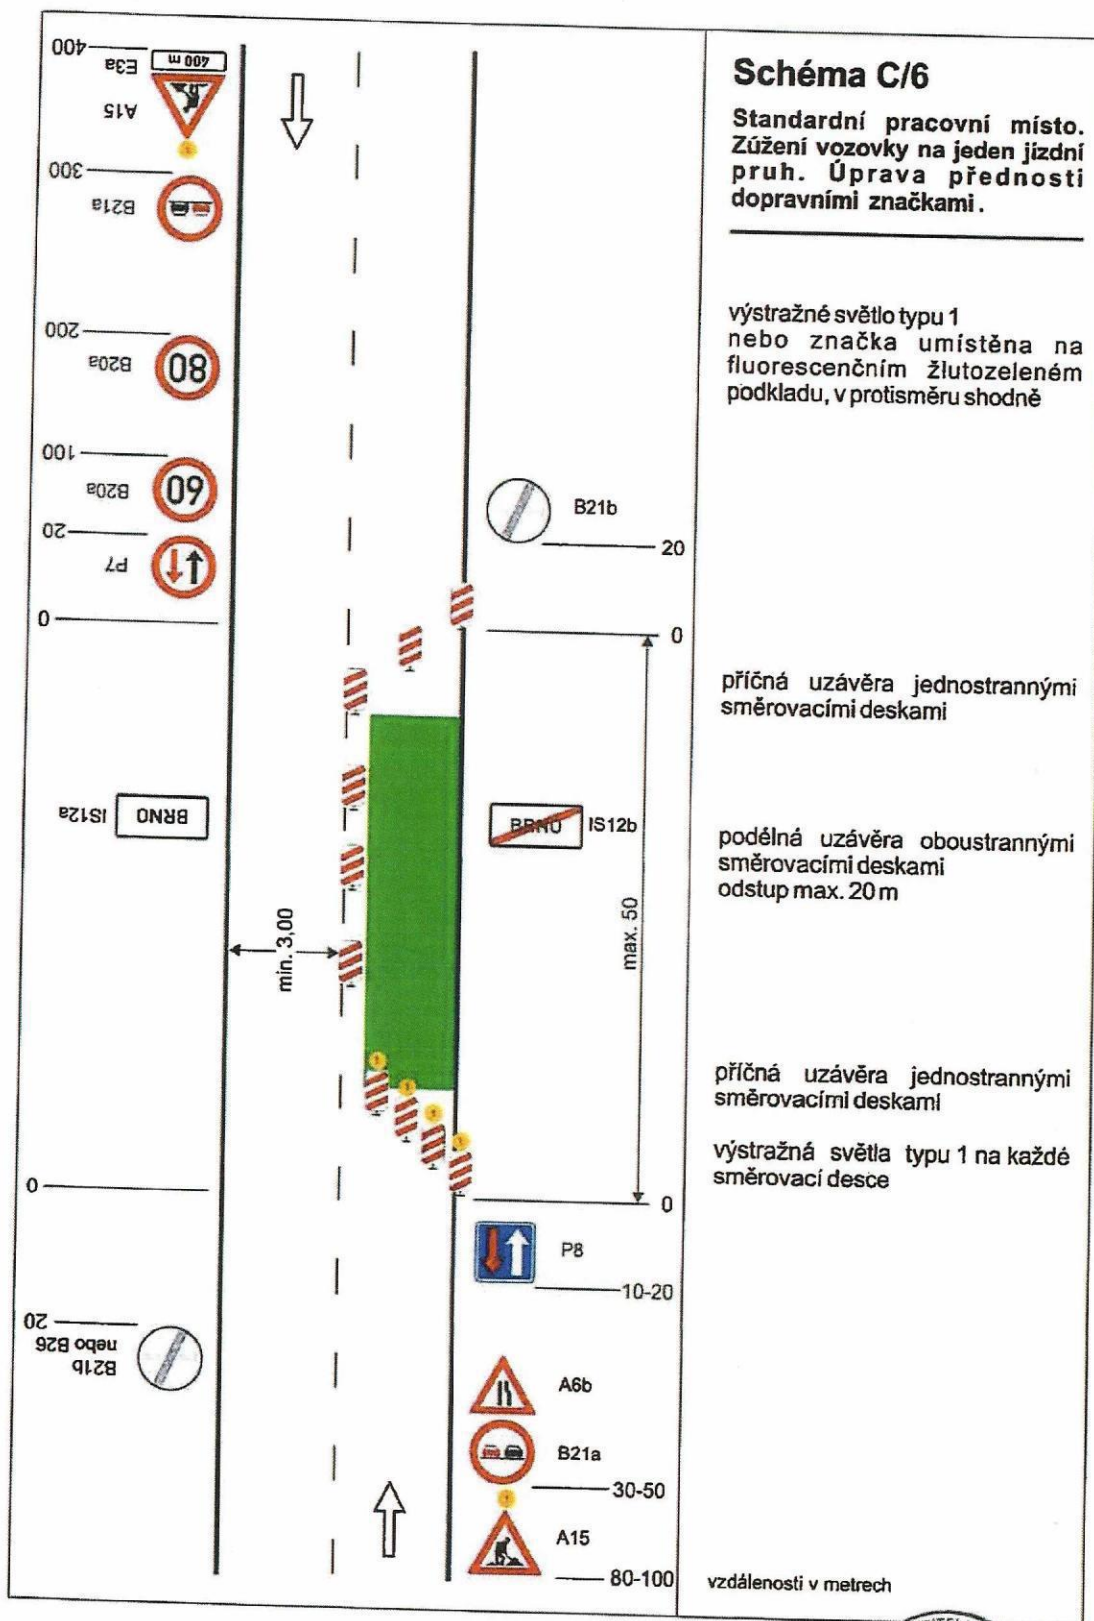 400
E3a
400 m
A15
300
B21a
200
B20a
80
100
B20a
60
20
P7
0
IS12a
BRNO
min. 3,00
0
20
B21b
nebo B26
B21b
20
0
BRNO
IS12b
max. 50
0
P8
10-20
A6b
B21a
30-50
A15
80-100
Schéma C/6
Standardní pracovní místo.
Zúžení vozovky na jeden jízdní
pruh. Úprava přednosti
dopravními značkami.
výstražné světlo typu 1
nebo značka umístěna na
fluorescenčním žlutozeleném
podkladu, v protisměru shodně
příčná uzávěra jednostrannými
směrovacími deskami
podélná uzávěra oboustrannými
směrovacími deskami
odstup max. 20 m
příčná uzávěra jednostrannými
směrovacími deskami
výstražná světla typu 1 na každé
směrovací desce
vzdálenosti v metrech